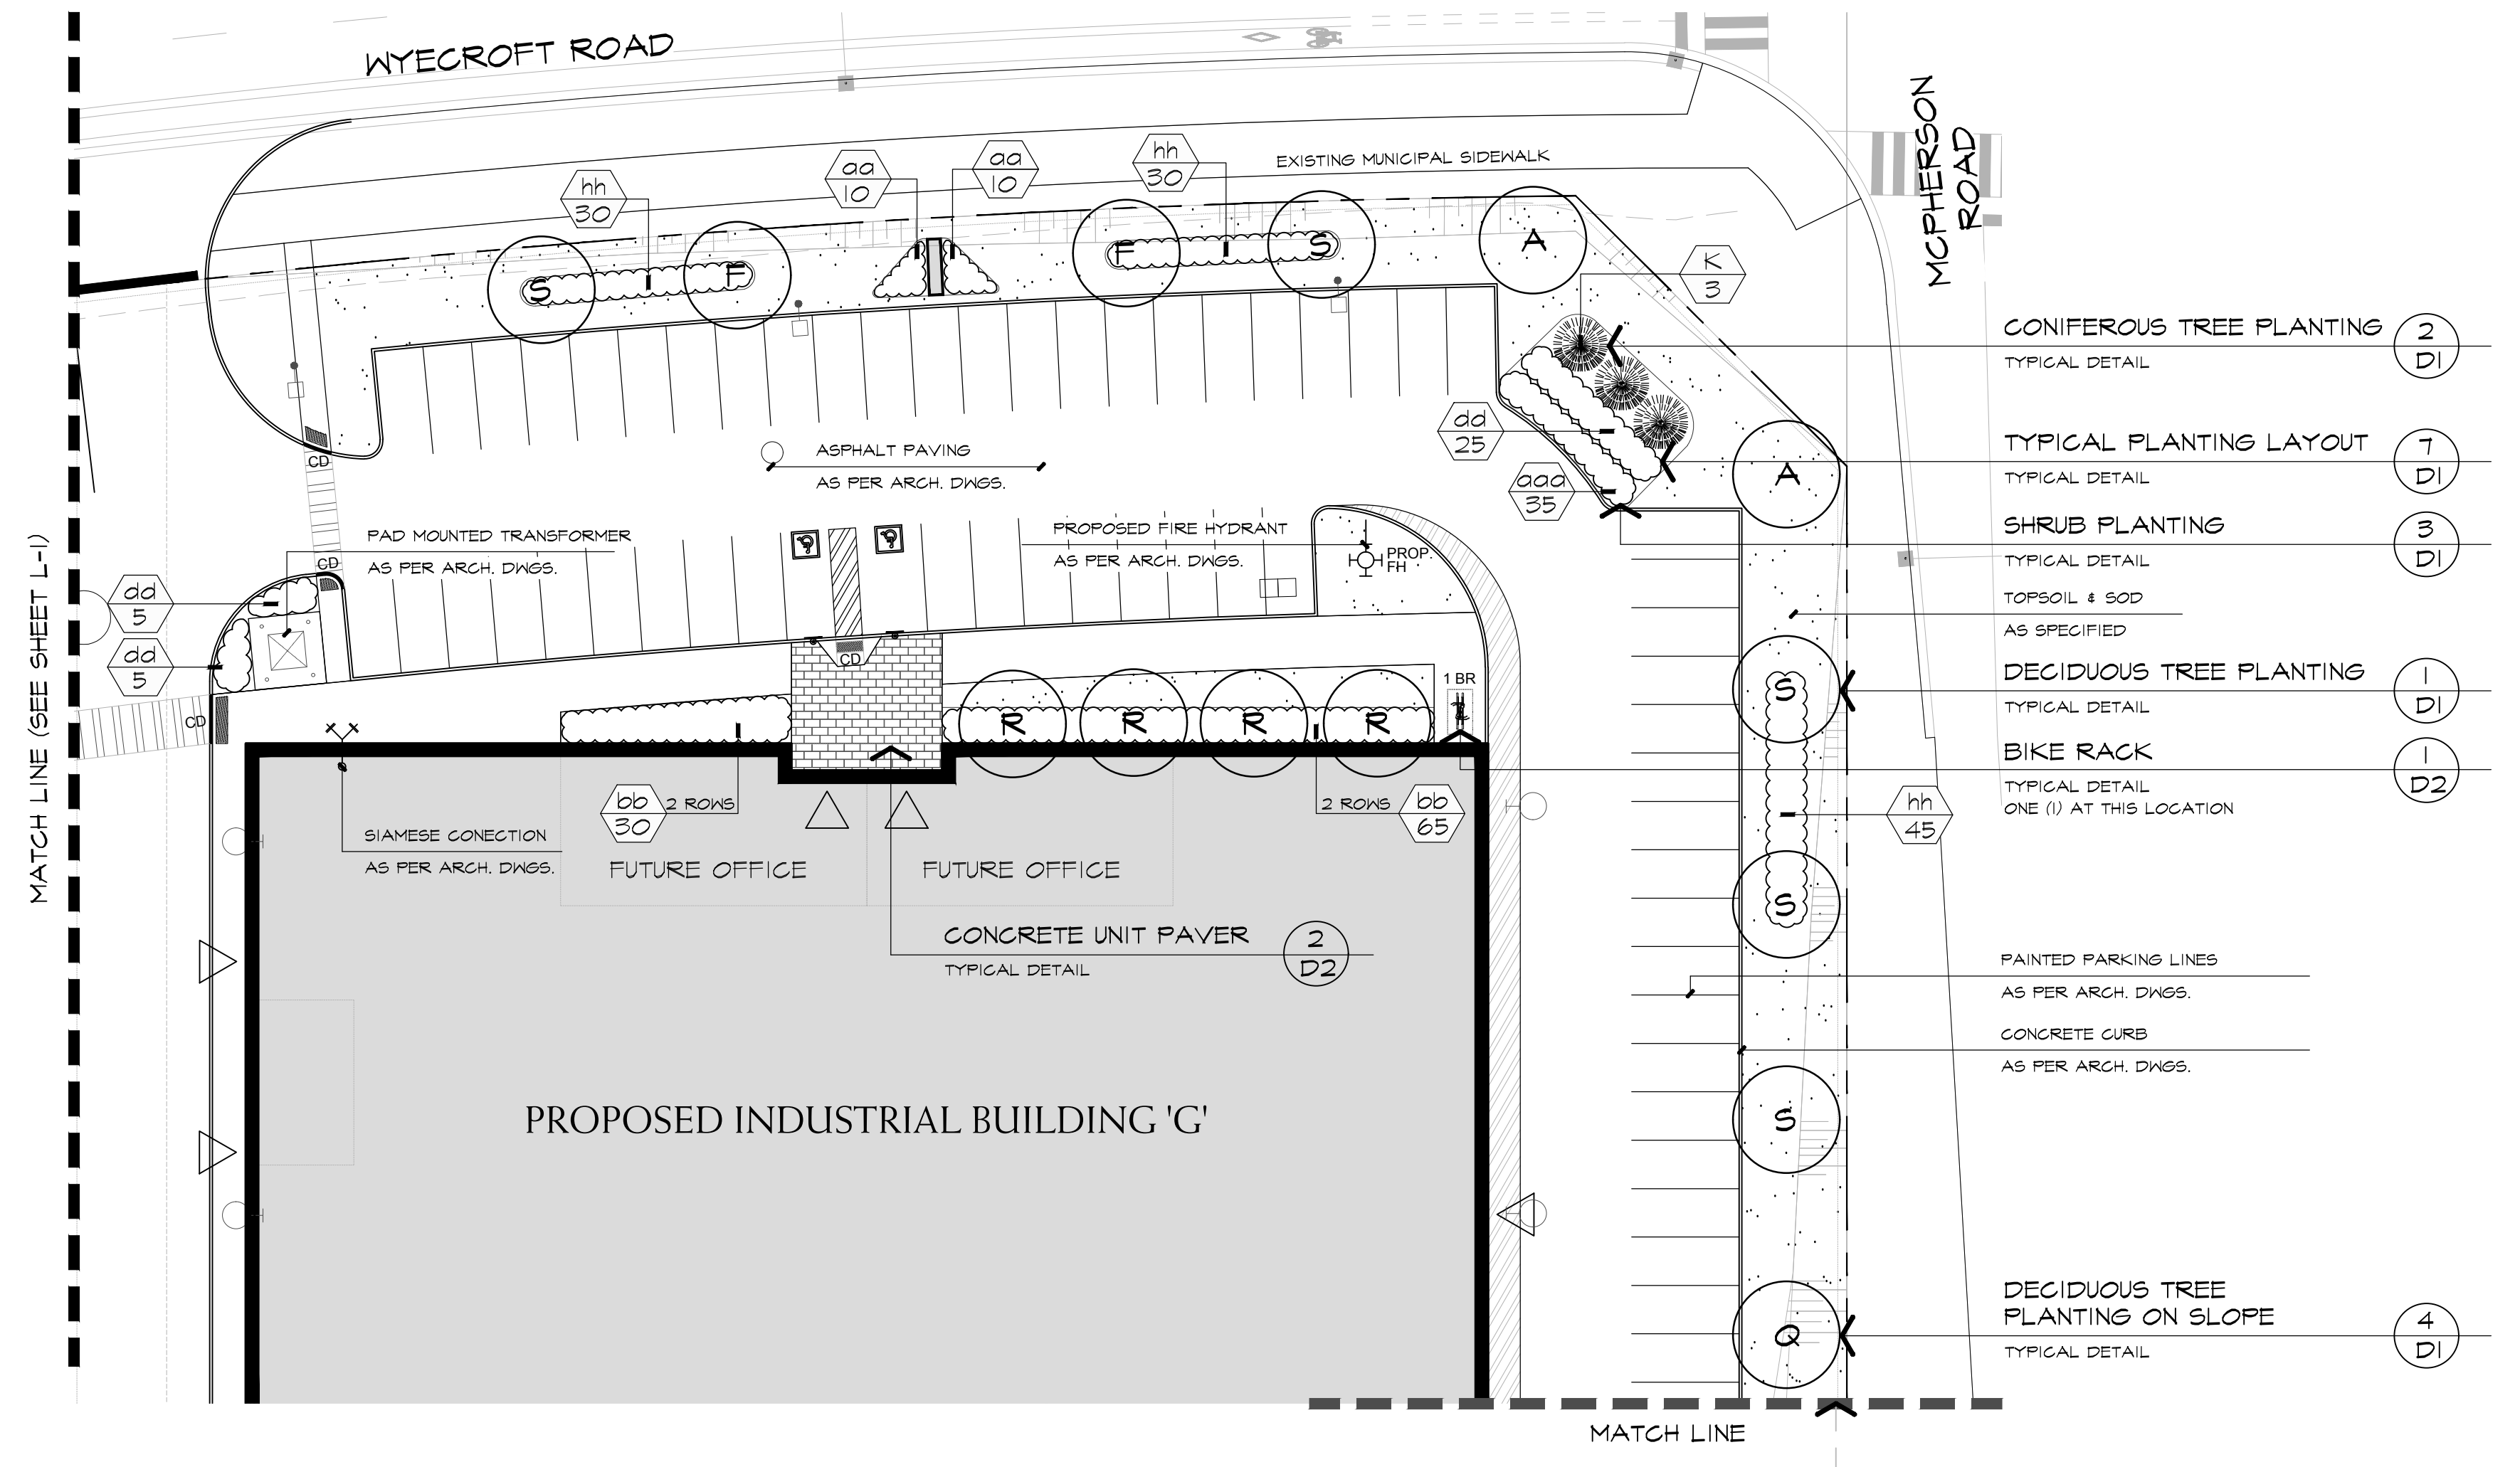 WYECROFT ROAD
MCPHERSON
ROAD
EXISTING MUNICIPAL SIDEWALK
hh
30
aa
10
aa
10
hh
30
S
F
F
S
A
K
3
CONIFEROUS TREE PLANTING
TYPICAL DETAIL
2
D1
dd
25
TYPICAL PLANTING LAYOUT
TYPICAL DETAIL
7
D1
A
aaa
35
ASPHALT PAVING
AS PER ARCH. DWGS.
CD
SHRUB PLANTING
TYPICAL DETAIL
3
D1
PAD MOUNTED TRANSFORMER
AS PER ARCH. DWGS.
CD
PROPOSED FIRE HYDRANT
AS PER ARCH. DWGS.
PROP.
FH
TOPSOIL & SOD
AS SPECIFIED
dd
5
dd
5
CD
CD
1 BR
R
R
R
R
S
DECIDUOUS TREE PLANTING
TYPICAL DETAIL
1
D1
BIKE RACK
TYPICAL DETAIL
ONE (1) AT THIS LOCATION
1
D2
MATCH LINE (SEE SHEET L-1)
SIAMESE CONECTION
AS PER ARCH. DWGS.
bb
30
2 ROWS
2 ROWS
bb
65
hh
45
FUTURE OFFICE
FUTURE OFFICE
S
CONCRETE UNIT PAVER
TYPICAL DETAIL
2
D2
PAINTED PARKING LINES
AS PER ARCH. DWGS.
CONCRETE CURB
AS PER ARCH. DWGS.
PROPOSED INDUSTRIAL BUILDING 'G'
S
Q
DECIDUOUS TREE
PLANTING ON SLOPE
TYPICAL DETAIL
4
D1
MATCH LINE